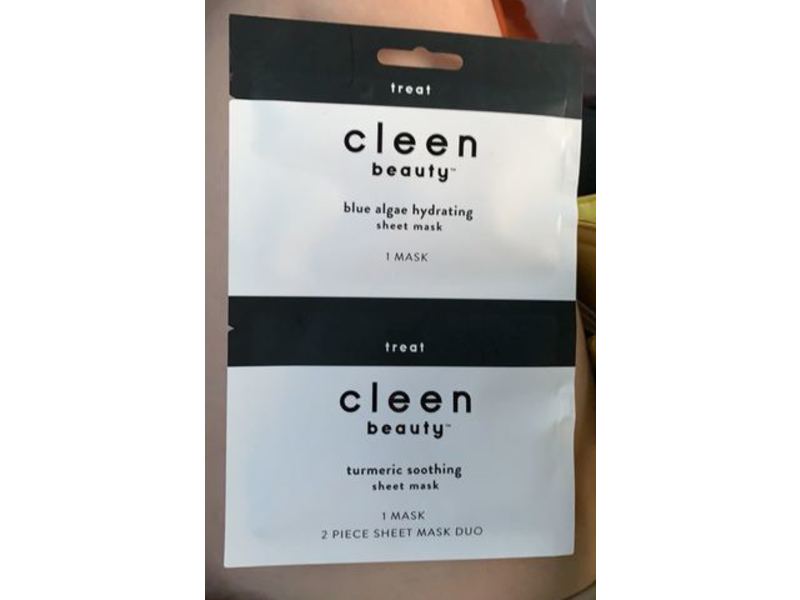 treat
cleen
beauty™
blue algae hydrating
sheet mask
1 MASK
treat
cleen
beauty™
turmeric soothing
sheet mask
1 MASK
2 PIECE SHEET MASK DUO